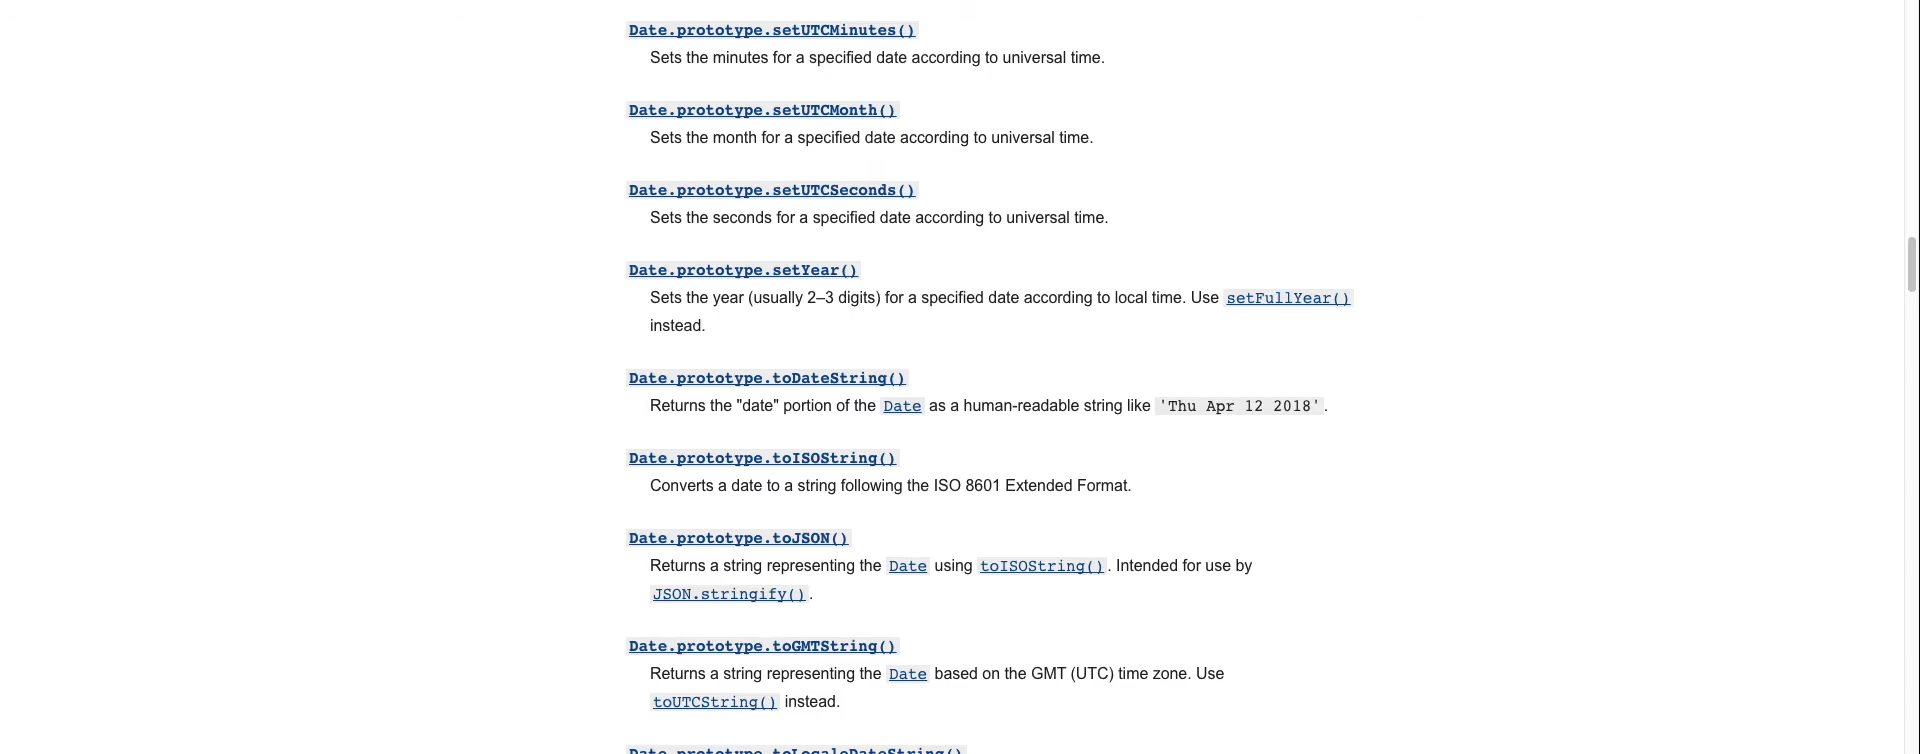 Date.prototype.setUTCMinutes()
Sets the minutes for a specified date according to universal time.
Date.prototype.setUTCMonth()
Sets the month for a specified date according to universal time.
Date.prototype.setUTCSeconds()
Sets the seconds for a specified date according to universal time.
Date.prototype.setYear()
Sets the year (usually 2–3 digits) for a specified date according to local time. Use setFullYear()
instead.
Date.prototype.toDateString()
Returns the "date" portion of the Date as a human-readable string like 'Thu Apr 12 2018'.
Date.prototype.toISOString()
Converts a date to a string following the ISO 8601 Extended Format.
Date.prototype.toJSON()
Returns a string representing the Date using toISOString(). Intended for use by
JSON.stringify().
Date.prototype.toGMTString()
Returns a string representing the Date based on the GMT (UTC) time zone. Use
toUTCString() instead.
Date.prototype.toLocaleDateString()